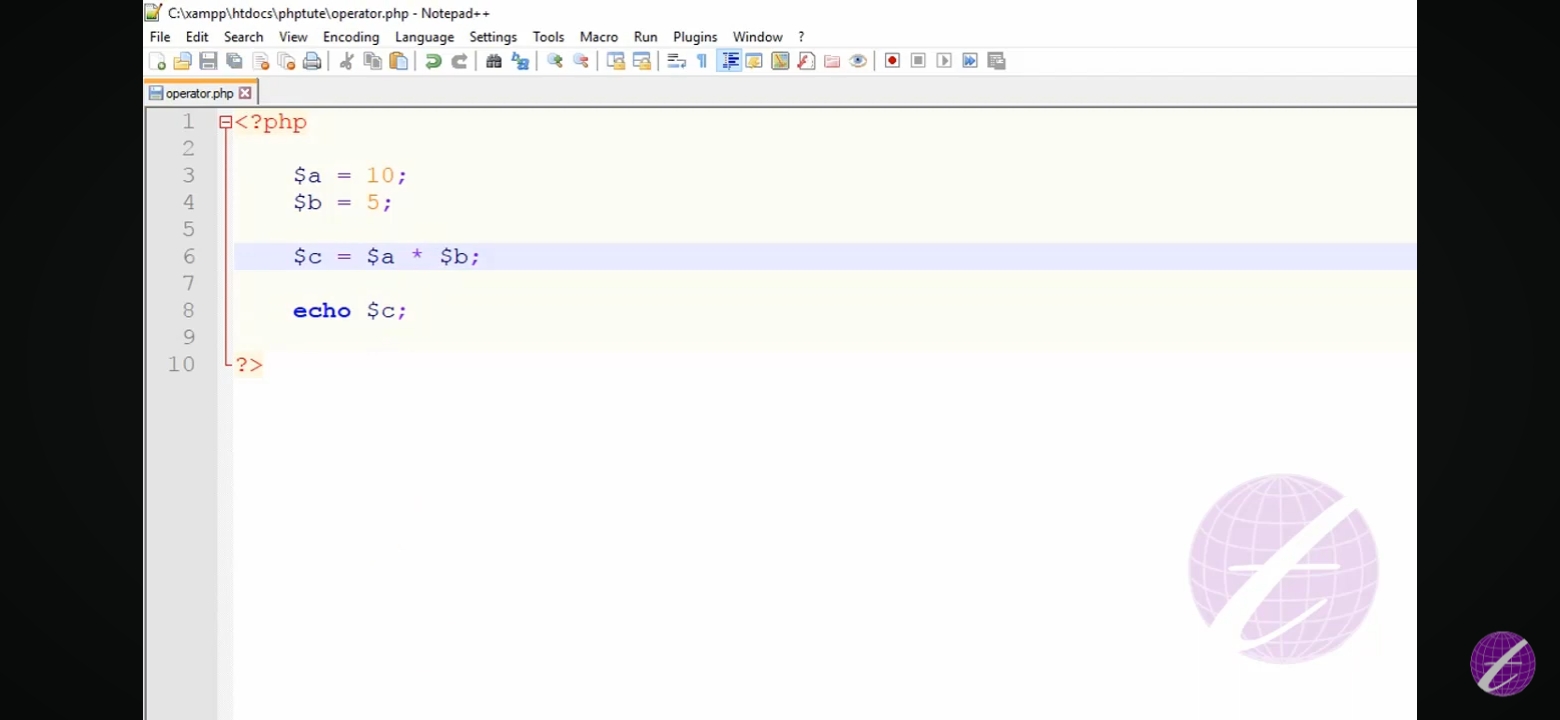 C:\xampp\htdocs\phptute\operator.php - Notepad++
File Edit Search View Encoding Language Settings Tools Macro Run Plugins Window ?
operator.php
1 <?php
2
3 $a = 10;
4 $b = 5;
5
6 $c = $a * $b;
7
8 echo $c;
9
10 ?>